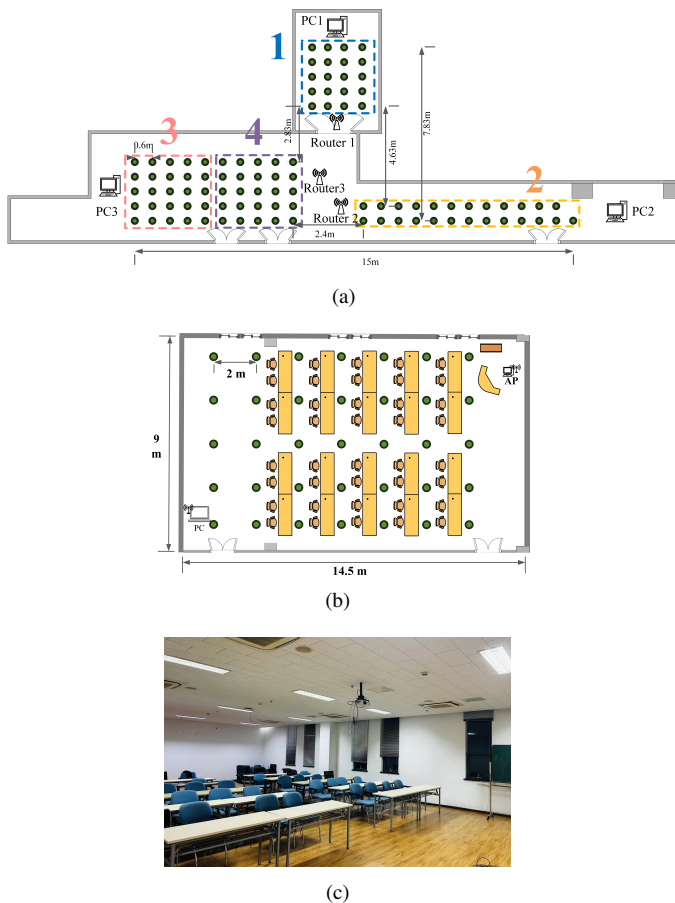 PC1
1
2.83m
7.83m
4.63m
Router 1
3
4
0.6m
Router3
PC3
2
Router 2
PC2
2.4m
15m
(a)
2 m
AP
9
m
PC
14.5 m
(b)
(c)